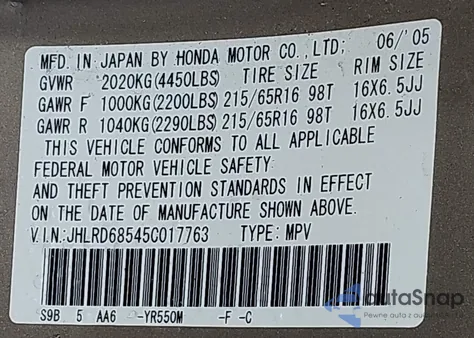 MFD. IN JAPAN BY HONDA MOTOR CO., LTD; 06/'05
GVWR 2020KG(4450LBS) TIRE SIZE RIM SIZE
GAWR F 1000KG(2200LBS) 215/65R16 98T 16X6.5JJ
GAWR R 1040KG(2290LBS) 215/65R16 98T 16X6.5JJ
THIS VEHICLE CONFORMS TO ALL APPLICABLE
FEDERAL MOTOR VEHICLE SAFETY
AND THEFT PREVENTION STANDARDS IN EFFECT
ON THE DATE OF MANUFACTURE SHOWN ABOVE.
V.I.N.:JHLRD68545C017763 TYPE: MPV
S9B 5 AA6 -YR550M -F -C
autoSnap
Pewne auta z automatu